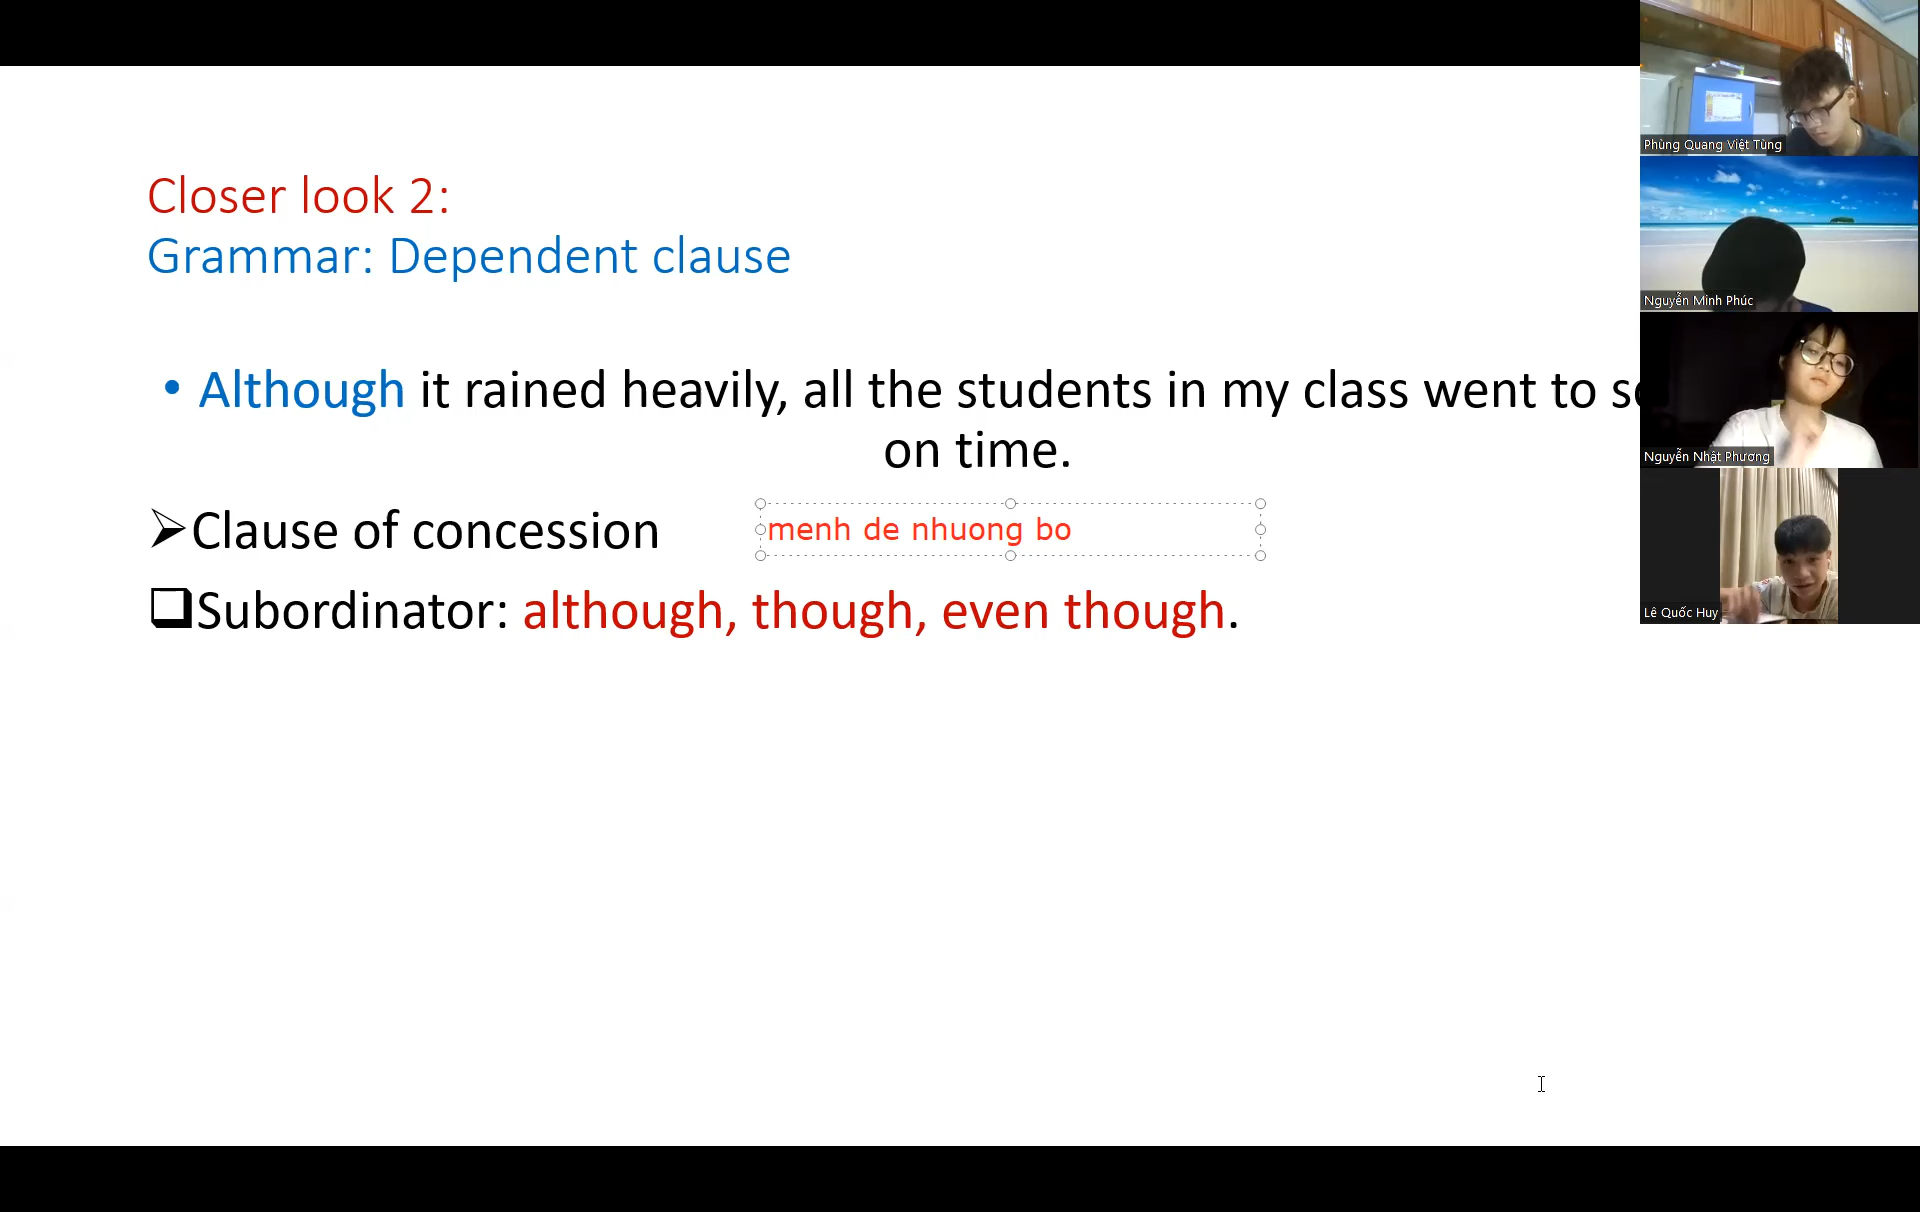 Closer look 2:
Grammar: Dependent clause
• Although it rained heavily, all the students in my class went to
on time.
➢Clause of concession
menh de nhuong bo
❑Subordinator: although, though, even though.
Phùng Quang Việt Tùng
Nguyễn Minh Phúc
Nguyễn Nhật Phương
Lê Quốc Huy